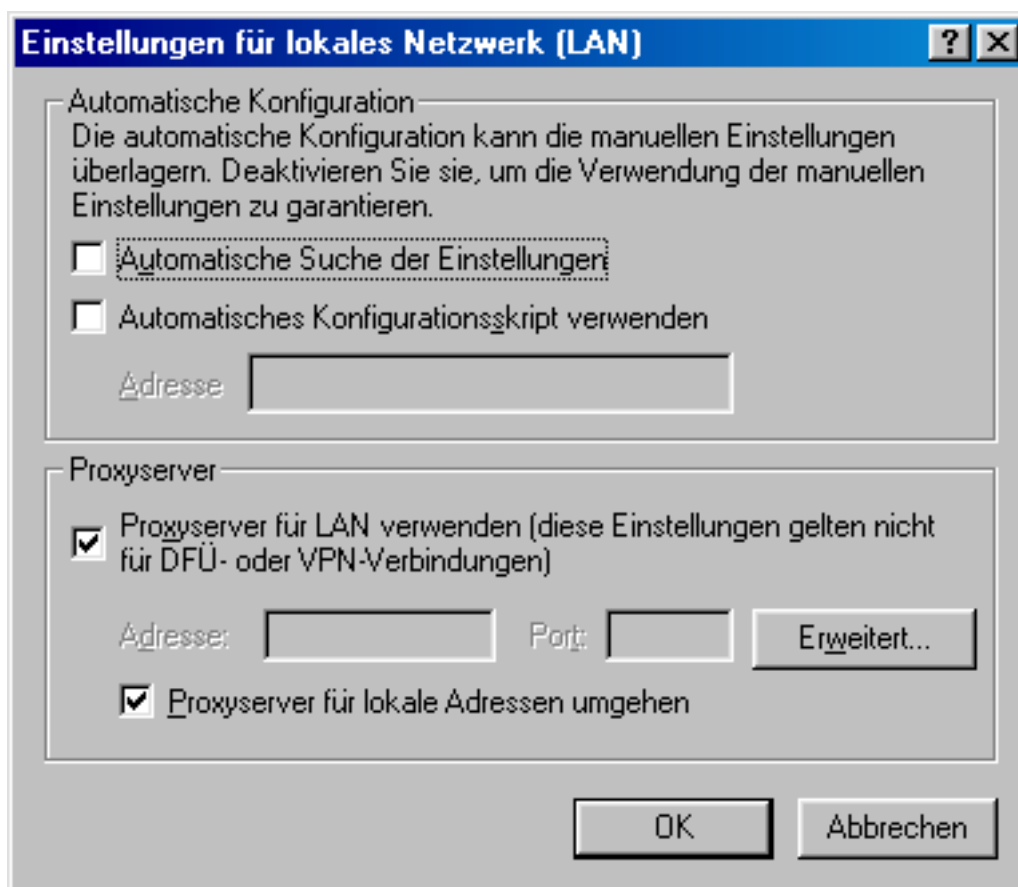 Einstellungen für lokales Netzwerk (LAN)
Automatische Konfiguration
Die automatische Konfiguration kann die manuellen Einstellungen
überlagern. Deaktivieren Sie sie, um die Verwendung der manuellen
Einstellungen zu garantieren.
Automatische Suche der Einstellungen
Automatisches Konfigurationsskript verwenden
Adresse
Proxyserver
Proxyserver für LAN verwenden (diese Einstellungen gelten nicht
für DFÜ- oder VPN-Verbindungen)
Adresse: Port: Erweitert...
Proxyserver für lokale Adressen umgehen
OK Abbrechen